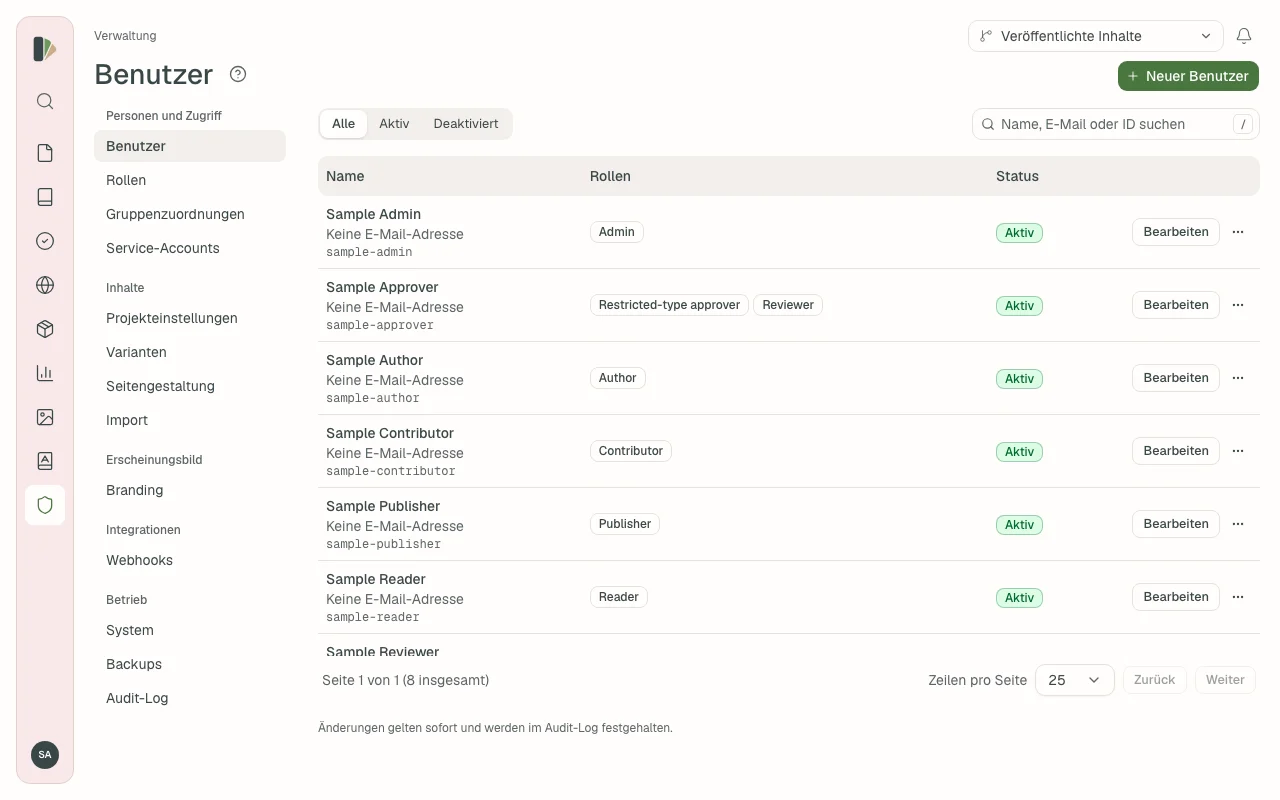 Verwaltung
Veröffentlichte Inhalte
Benutzer
Neuer Benutzer
Personen und Zugriff
Benutzer
Rollen
Gruppenzuordnungen
Service-Accounts
Inhalte
Projekteinstellungen
Varianten
Seitengestaltung
Import
Erscheinungsbild
Branding
Integrationen
Webhooks
Betrieb
System
Backups
Audit-Log
SA
Alle Aktiv Deaktiviert
Name, E-Mail oder ID suchen /
Name Rollen Status
Sample Admin
Keine E-Mail-Adresse
sample-admin
Admin
Aktiv
Bearbeiten
Sample Approver
Keine E-Mail-Adresse
sample-approver
Restricted-type approver Reviewer
Aktiv
Bearbeiten
Sample Author
Keine E-Mail-Adresse
sample-author
Author
Aktiv
Bearbeiten
Sample Contributor
Keine E-Mail-Adresse
sample-contributor
Contributor
Aktiv
Bearbeiten
Sample Publisher
Keine E-Mail-Adresse
sample-publisher
Publisher
Aktiv
Bearbeiten
Sample Reader
Keine E-Mail-Adresse
sample-reader
Reader
Aktiv
Bearbeiten
Sample Reviewer
Seite 1 von 1 (8 insgesamt)
Zeilen pro Seite 25 Zurück Weiter
Änderungen gelten sofort und werden im Audit-Log festgehalten.